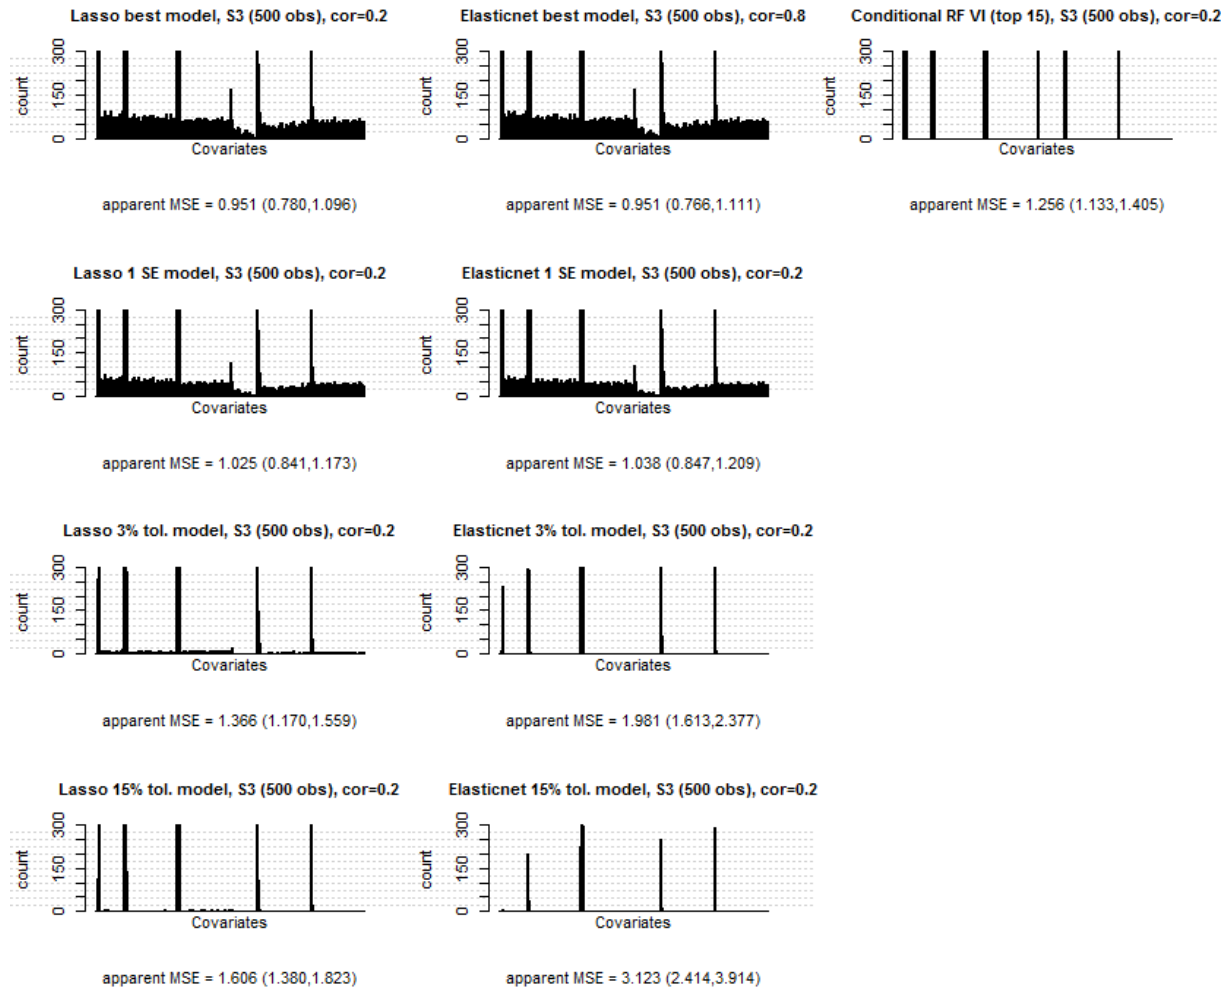 Lasso best model, S3 (500 obs), cor=0.2
Elasticnet best model, S3 (500 obs), cor=0.8
Conditional RF VI (top 15), S3 (500 obs), cor=0.2
count
0 150 300
Covariates
count
0 150 300
Covariates
count
0 150 300
Covariates
apparent MSE = 0.951 (0.780,1.096)
apparent MSE = 0.951 (0.766,1.111)
apparent MSE = 1.256 (1.133,1.405)
Lasso 1 SE model, S3 (500 obs), cor=0.2
Elasticnet 1 SE model, S3 (500 obs), cor=0.2
count
0 150 300
Covariates
count
0 150 300
Covariates
apparent MSE = 1.025 (0.841,1.173)
apparent MSE = 1.038 (0.847,1.209)
Lasso 3% tol. model, S3 (500 obs), cor=0.2
Elasticnet 3% tol. model, S3 (500 obs), cor=0.2
count
0 150 300
Covariates
count
0 150 300
Covariates
apparent MSE = 1.366 (1.170,1.559)
apparent MSE = 1.981 (1.613,2.377)
Lasso 15% tol. model, S3 (500 obs), cor=0.2
Elasticnet 15% tol. model, S3 (500 obs), cor=0.2
count
0 150 300
Covariates
count
0 150 300
Covariates
apparent MSE = 1.606 (1.380,1.823)
apparent MSE = 3.123 (2.414,3.914)